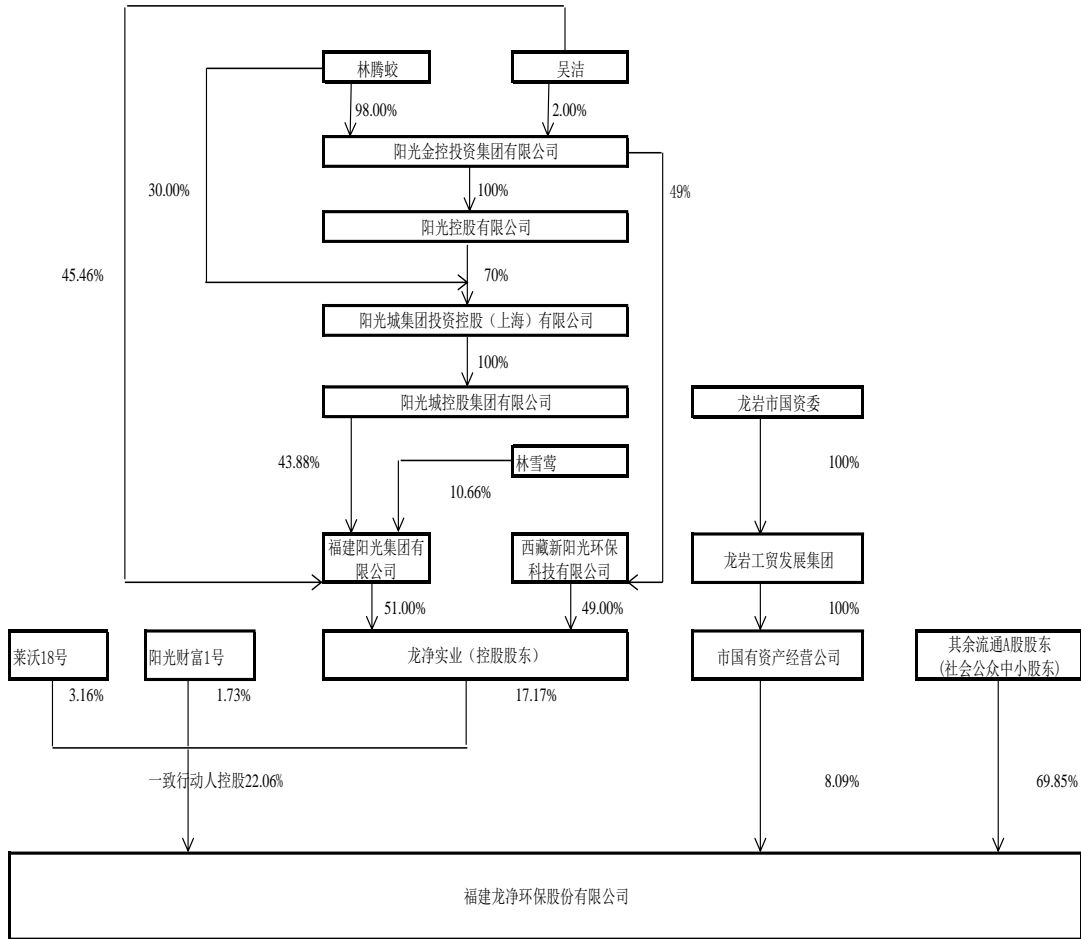 林腾蛟
吴洁
98.00%
2.00%
阳光金控投资集团有限公司
30.00%
100%
49%
阳光控股有限公司
45.46%
70%
阳光城集团投资控股（上海）有限公司
100%
阳光城控股集团有限公司
龙岩市国资委
43.88%
林雪莺
100%
10.66%
福建阳光集团有
限公司
西藏新阳光环保
科技有限公司
龙岩工贸发展集团
51.00%
49.00%
100%
莱沃18号
阳光财富1号
龙净实业（控股股东）
市国有资产经营公司
其余流通A股股东
(社会公众中小股东)
3.16%
1.73%
17.17%
一致行动人控股22.06%
8.09%
69.85%
福建龙净环保股份有限公司